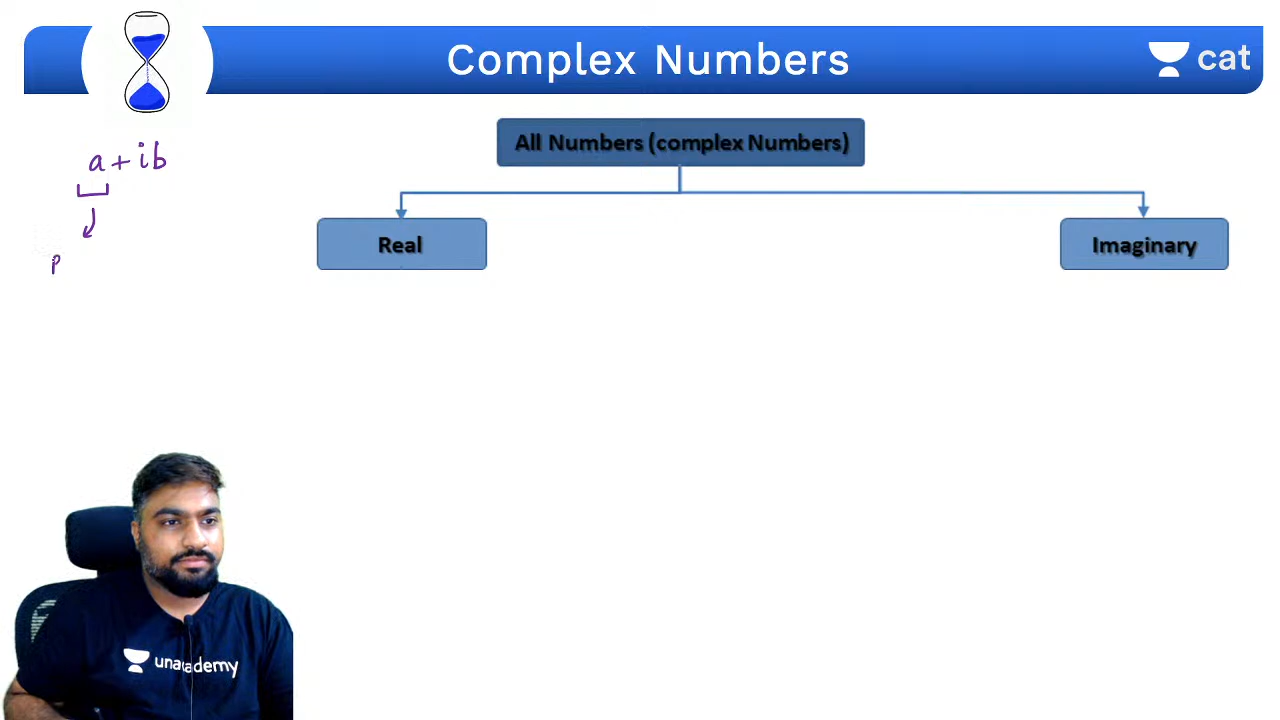 Complex Numbers
cat
a + ib
All Numbers (complex Numbers)
Real
Imaginary
p
unacademy